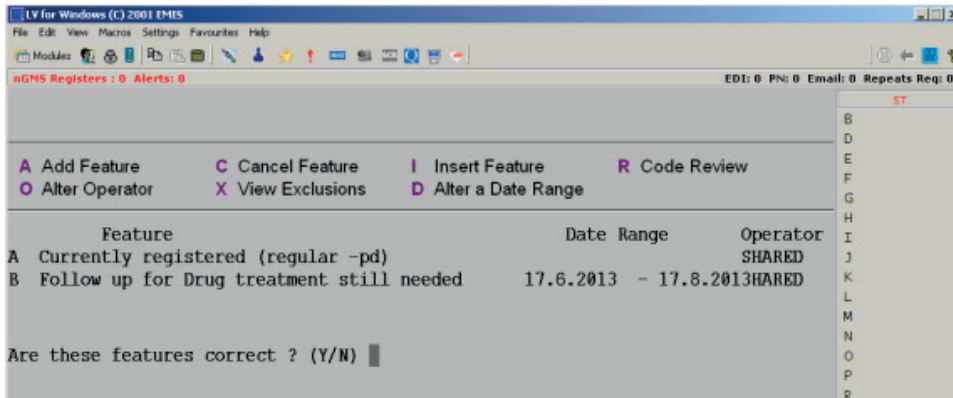 LV for Windows (C) 2001 EMIS
File Edit View Macros Settings Favourites Help
Modules
nGMS Registers : 0 Alerts: 0 EDI: 0 PN: 0 Email: 0 Repeats Req: 0
ST
A Add Feature C Cancel Feature I Insert Feature R Code Review
O Alter Operator X View Exclusions D Alter a Date Range
Feature Date Range Operator
A Currently registered (regular -pd) SHARED
B Follow up for Drug treatment still needed 17.6.2013 - 17.8.2013HARED
Are these features correct ? (Y/N)
B
D
E
F
G
H
I
J
K
L
M
N
O
P
R